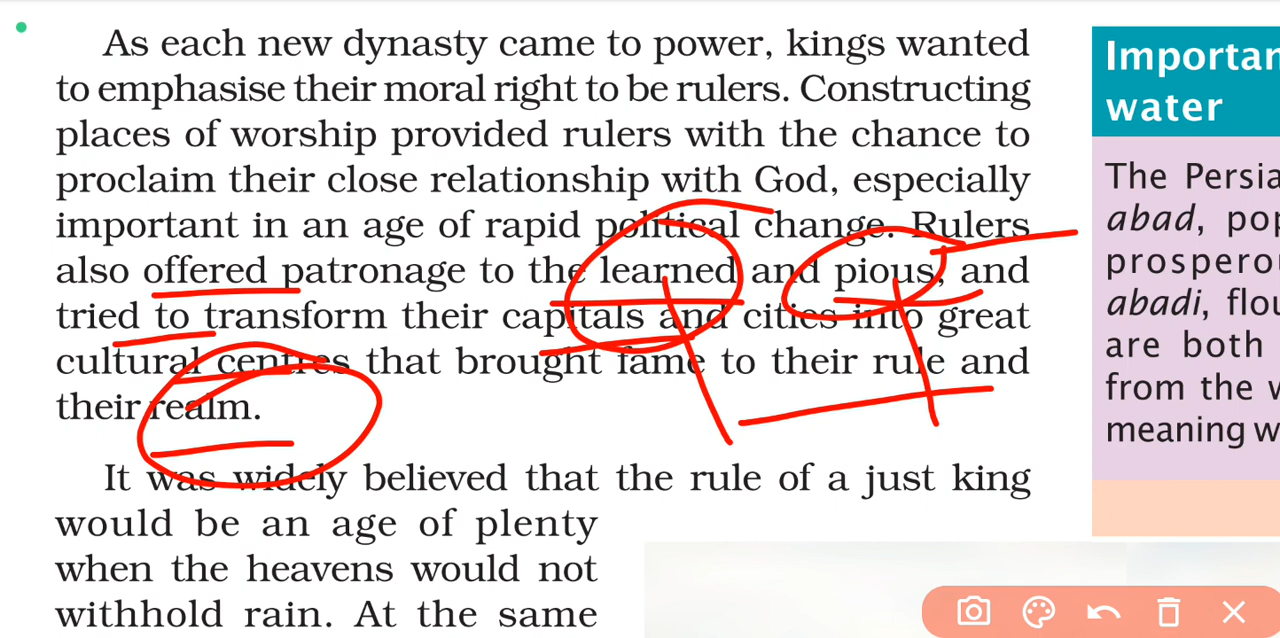 As each new dynasty came to power, kings wanted
to emphasise their moral right to be rulers. Constructing
places of worship provided rulers with the chance to
proclaim their close relationship with God, especially
important in an age of rapid political change. Rulers
also offered patronage to the learned and pious, and
tried to transform their capitals and cities into great
cultural centres that brought fame to their rule and
their realm.
It was widely believed that the rule of a just king
would be an age of plenty
when the heavens would not
withhold rain. At the same
Importan
water
The Persia
abad, pop
prospero
abadi, flou
are both
from the w
meaning w